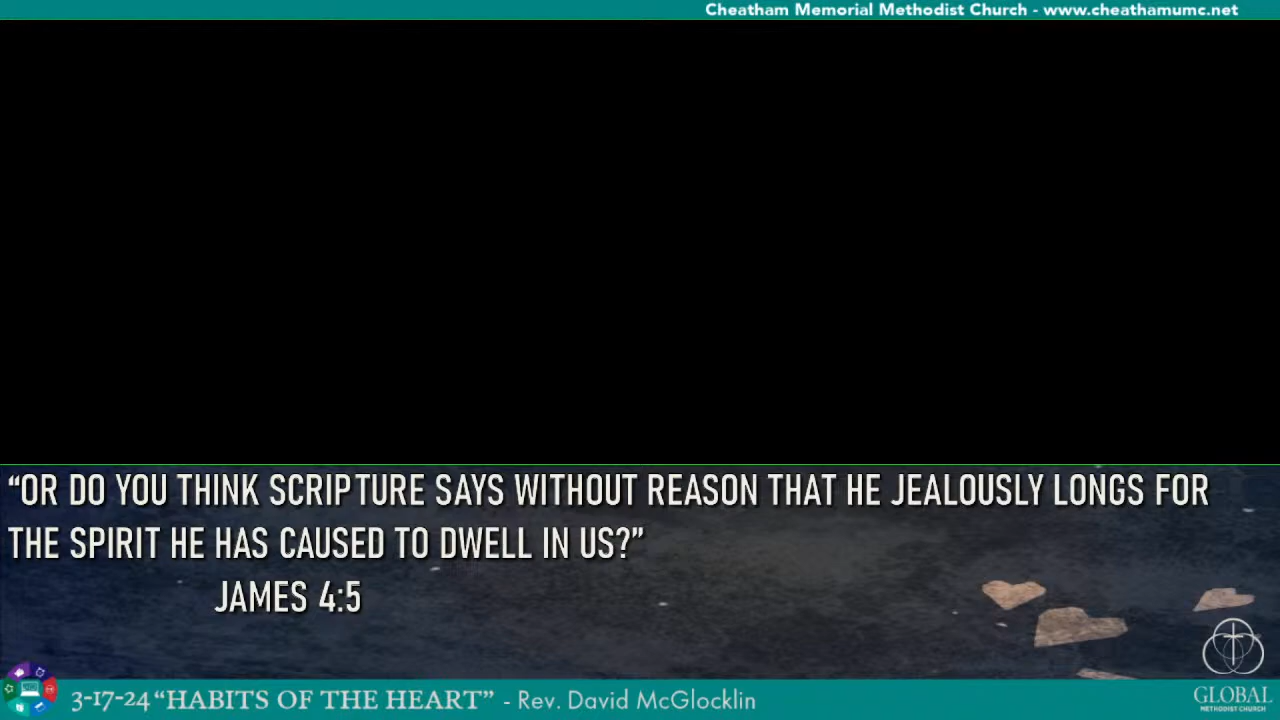 Cheatham Memorial Methodist Church - www.cheathamumc.net
“OR DO YOU THINK SCRIPTURE SAYS WITHOUT REASON THAT HE JEALOUSLY LONGS FOR
THE SPIRIT HE HAS CAUSED TO DWELL IN US?”
JAMES 4:5
3-17-24 “HABITS OF THE HEART” - Rev. David McGlocklin
GLOBAL
METHODIST CHURCH